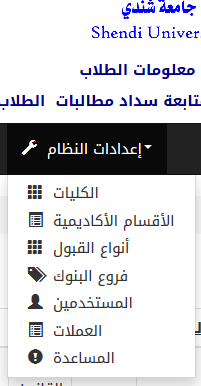 جامعة شندي
Shendi Univer
معلومات الطلاب
تابعة سداد مطالبات الطلاب
إعدادات النظام
الكليات
الأقسام الأكاديمية
أنواع القبول
فروع البنوك
المستخدمين
العملات
المساعدة